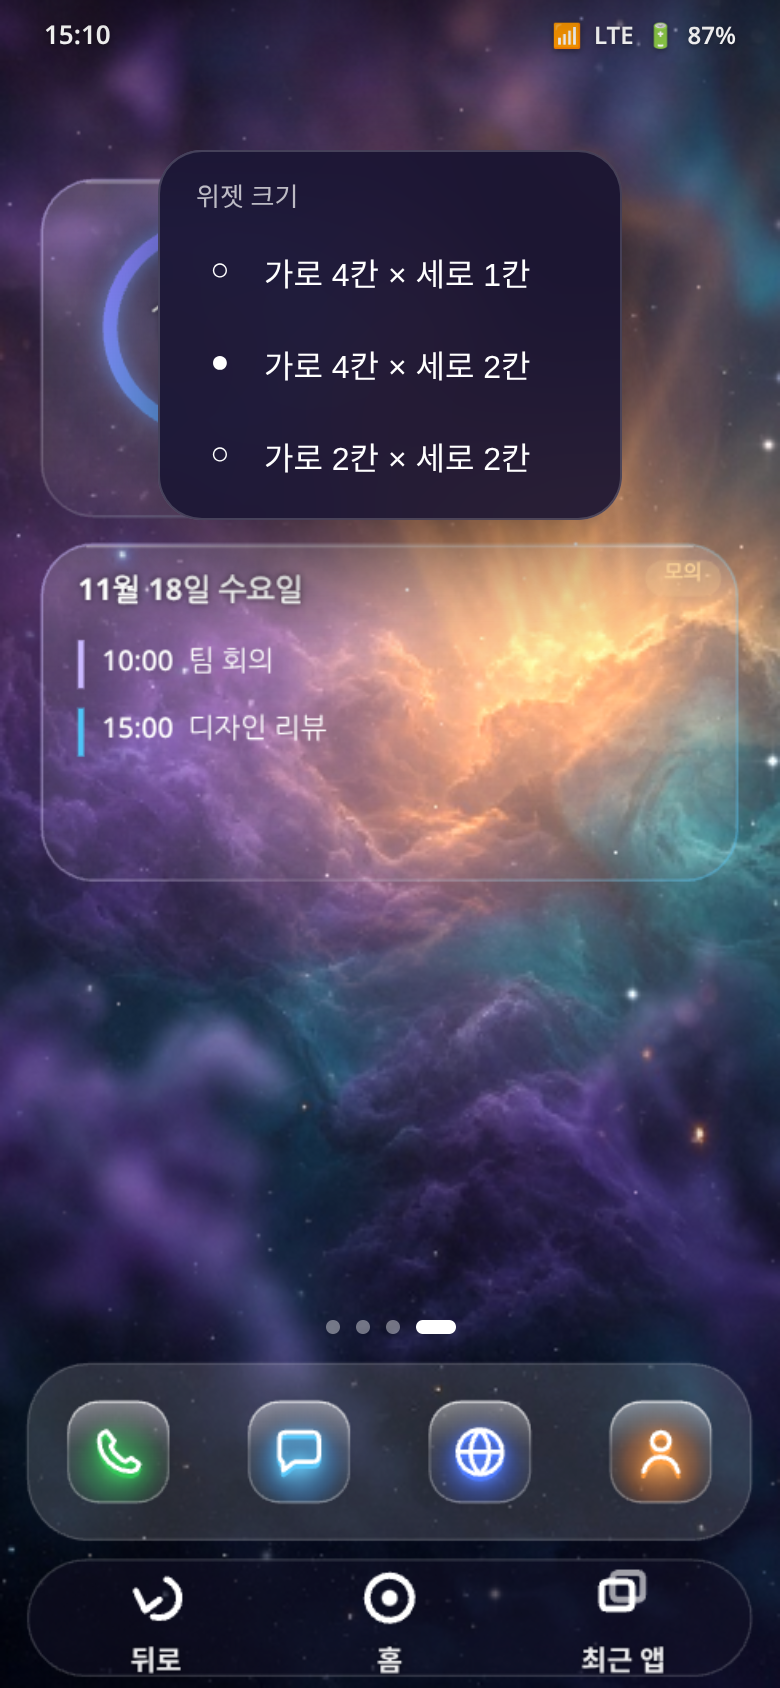 15:10 LTE 87%
위젯 크기
가로 4칸 × 세로 1칸
가로 4칸 × 세로 2칸
가로 2칸 × 세로 2칸
11월 18일 수요일
모의
10:00 팀 회의
15:00 디자인 리뷰
뒤로 홈 최근 앱